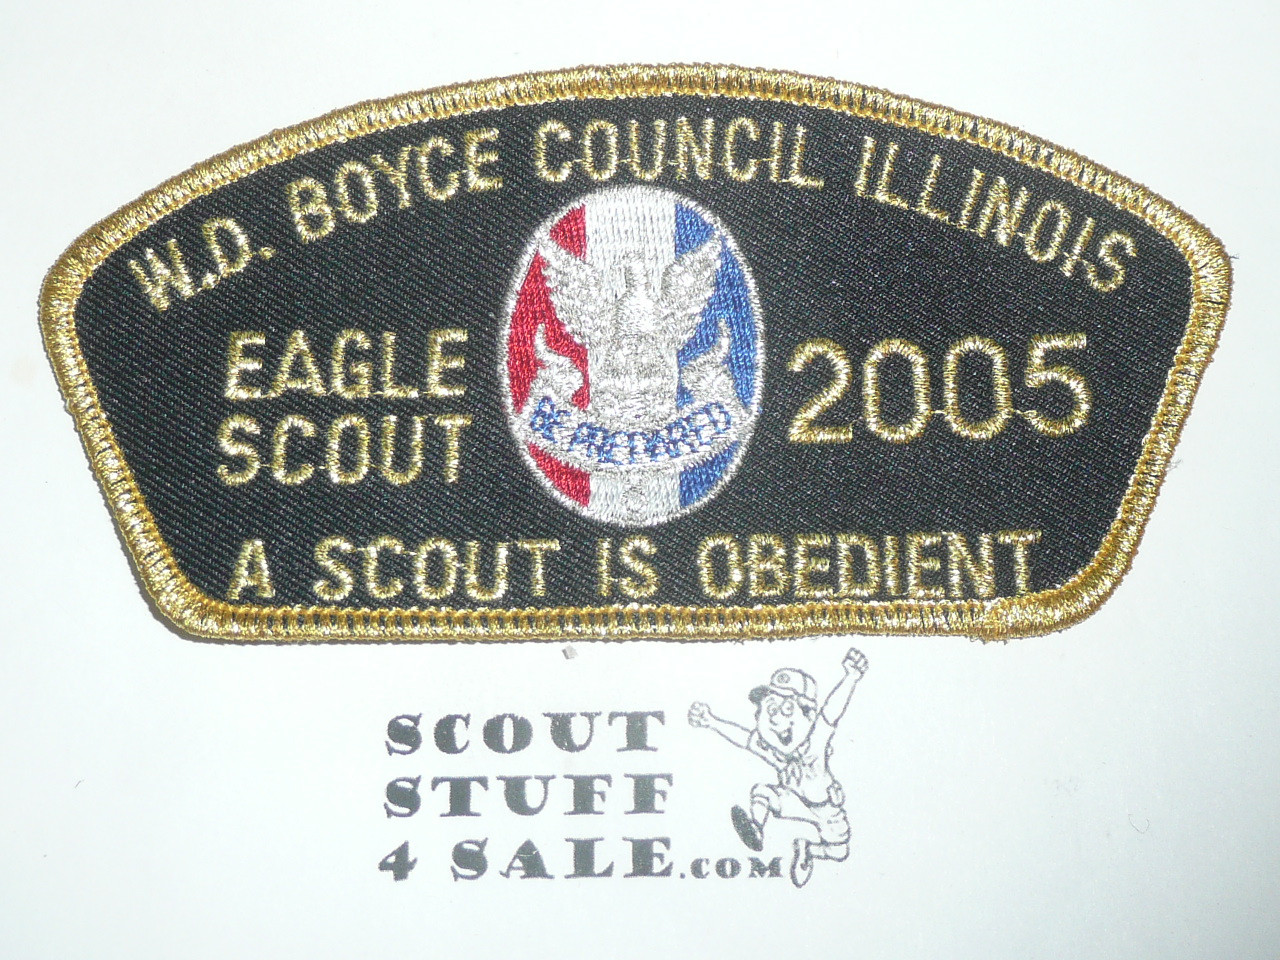 W.D. BOYCE COUNCIL ILLINOIS
EAGLE
SCOUT
BE PREPARED
2005
A SCOUT IS OBEDIENT
SCOUT
STUFF
4 SALE.COM